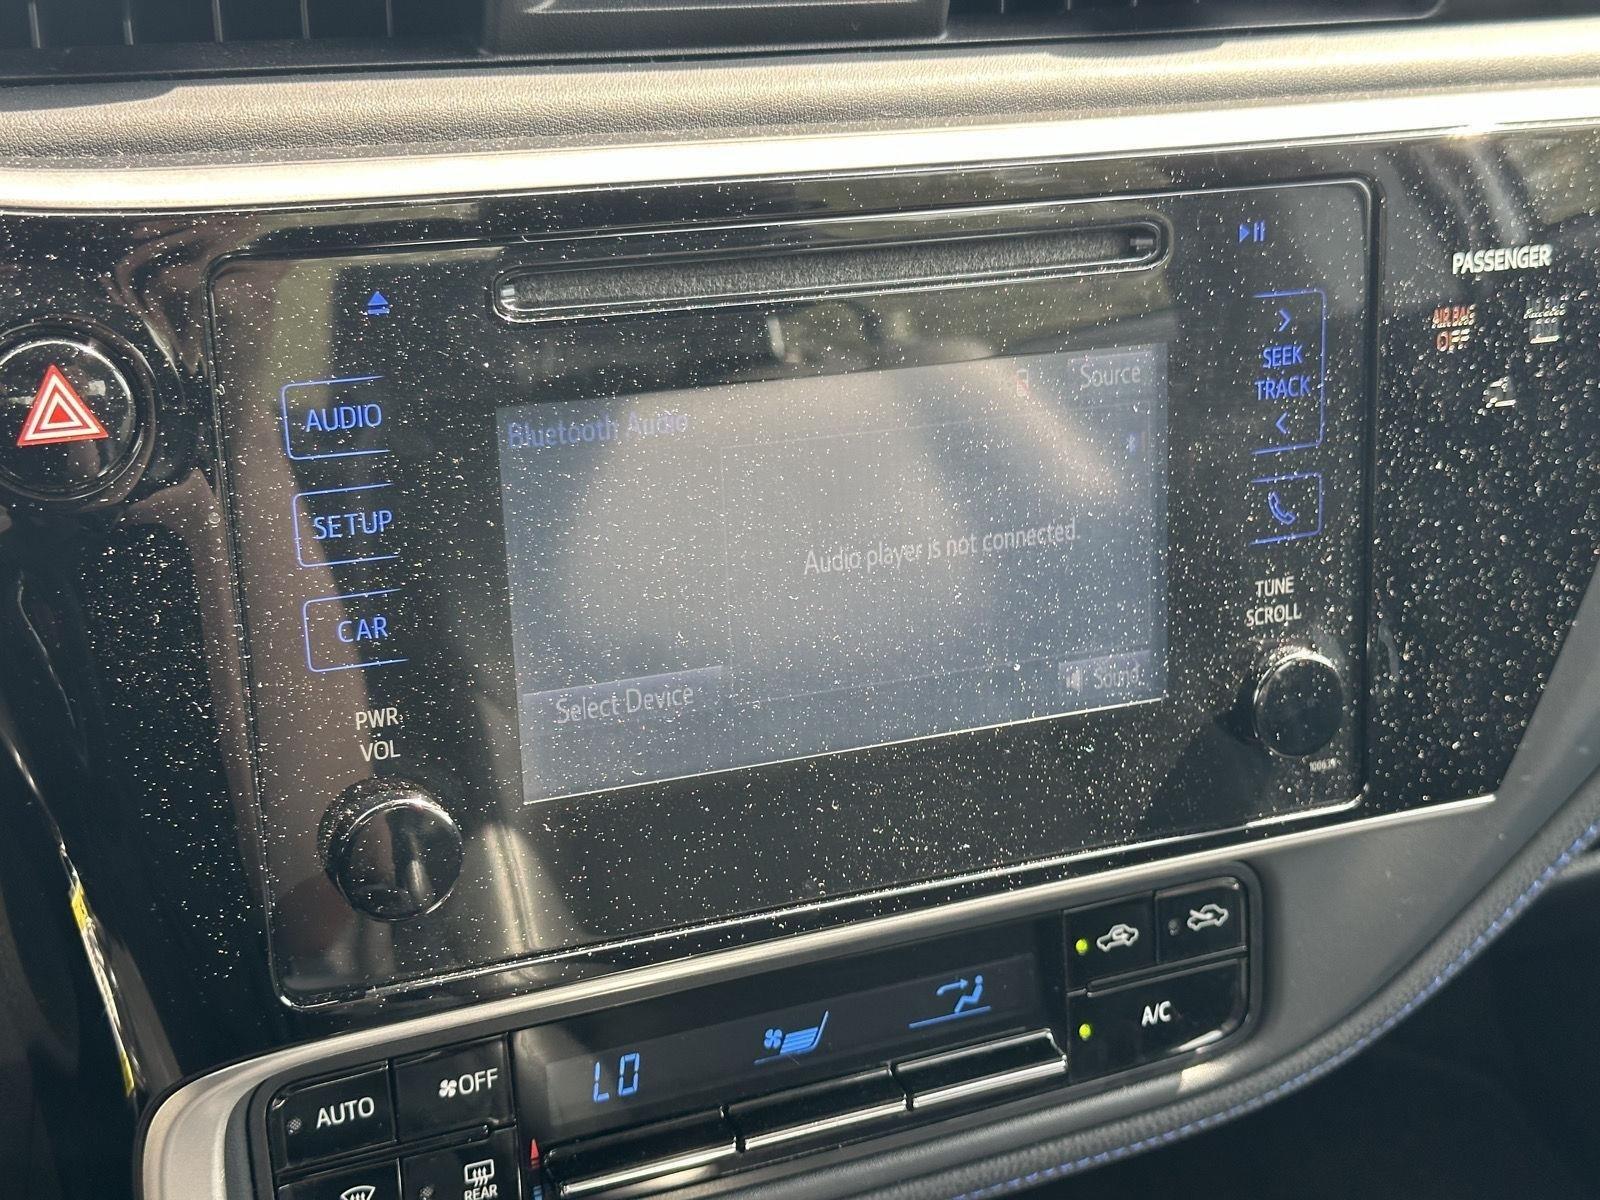 PASSENGER
AIR BAG
OFF
AUDIO
SETUP
CAR
PWR
VOL
Bluetooth Audio
Source
Audio player is not connected.
Select Device
Sound
>
SEEK
TRACK
<
TUNE
SCROLL
LO
A/C
AUTO
OFF
REAR